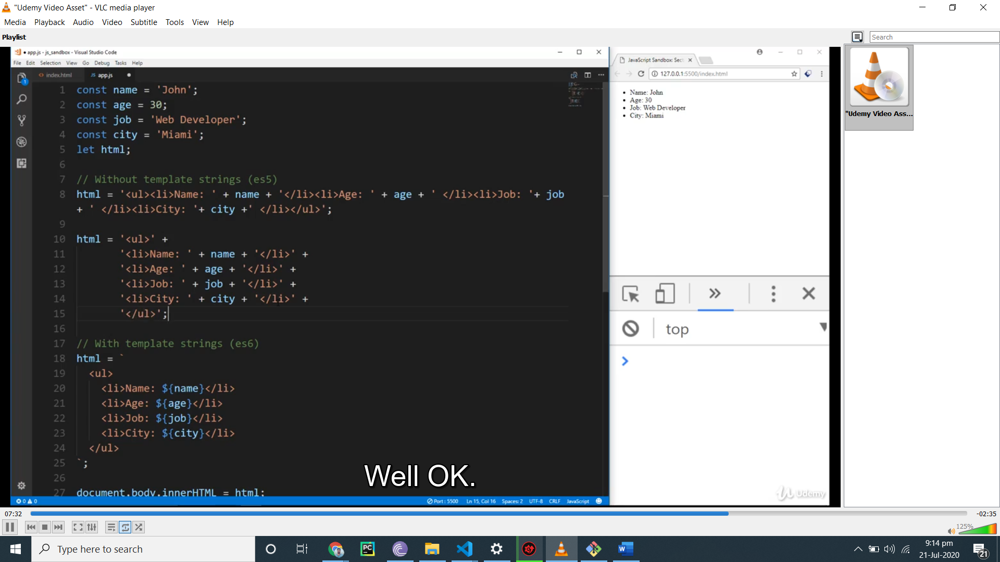 "Udemy Video Asset" - VLC media player
Media Playback Audio Video Subtitle Tools View Help
Playlist
Search
● app.js - js_sandbox - Visual Studio Code
File Edit Selection View Go Debug Tasks Help
<> index.html JS app.js ●
1 const name = 'John';
2 const age = 30;
3 const job = 'Web Developer';
4 const city = 'Miami';
5 let html;
6
7 // Without template strings (es5)
8 html = '<ul><li>Name: ' + name + '</li><li>Age: ' + age + ' </li><li>Job: '+ job
+ ' </li><li>City: '+ city +' </li></ul>';
9
10 html = '<ul>' +
11 '<li>Name: ' + name + '</li>' +
12 '<li>Age: ' + age + '</li>' +
13 '<li>Job: ' + job + '</li>' +
14 '<li>City: ' + city + '</li>' +
15 '</ul>';
16
17 // With template strings (es6)
18 html = `
19 <ul>
20 <li>Name: ${name}</li>
21 <li>Age: ${age}</li>
22 <li>Job: ${job}</li>
23 <li>City: ${city}</li>
24 </ul>
25 `;
26
27 document.body.innerHTML = html;
1
0 0 Port : 5500 Ln 15, Col 16 Spaces: 2 UTF-8 CRLF JavaScript
JavaScript Sandbox: Sect
127.0.0.1:5500/index.html
• Name: John
• Age: 30
• Job: Web Developer
• City: Miami
top
"Udemy Video Ass...
Well OK.
Udemy
07:32 -02:35
125%
Type here to search
PC
W
9:14 pm
21-Jul-2020
21